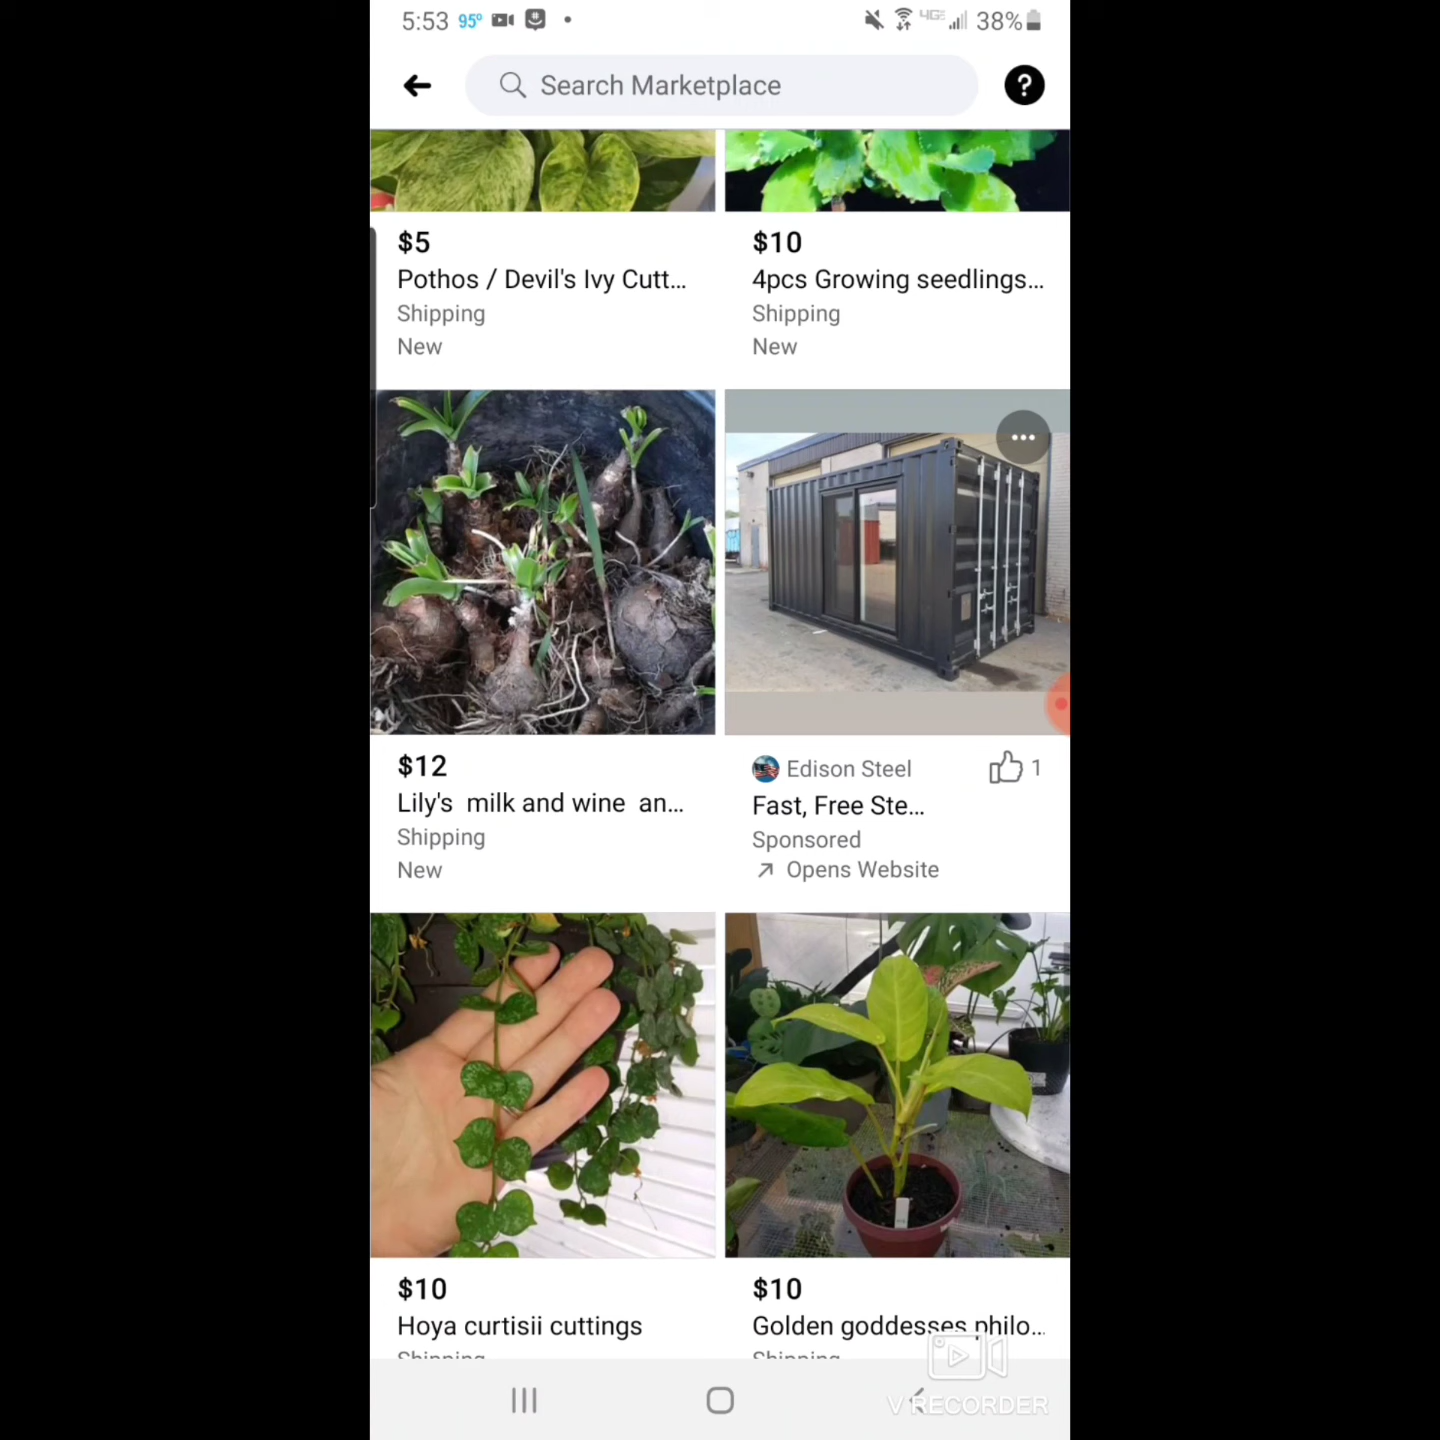 5:53 95° 4GE 38%
Search Marketplace
?
$5
Pothos / Devil's Ivy Cutt...
Shipping
New
$10
4pcs Growing seedlings...
Shipping
New
$12
Lily's milk and wine an...
Shipping
New
Edison Steel 1
Fast, Free Ste...
Sponsored
Opens Website
$10
Hoya curtisii cuttings
Shipping
$10
Golden goddesses philo...
Shipping
V RECORDER